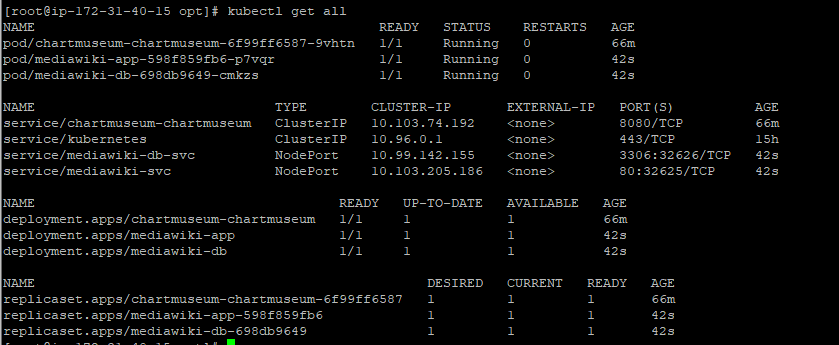 [root@ip-172-31-40-15 opt]# kubectl get all
NAME READY STATUS RESTARTS AGE
pod/chartmuseum-chartmuseum-6f99ff6587-9vhtn 1/1 Running 0 66m
pod/mediawiki-app-598f859fb6-p7vqr 1/1 Running 0 42s
pod/mediawiki-db-698db9649-cmkzs 1/1 Running 0 42s
NAME TYPE CLUSTER-IP EXTERNAL-IP PORT(S) AGE
service/chartmuseum-chartmuseum ClusterIP 10.103.74.192 <none> 8080/TCP 66m
service/kubernetes ClusterIP 10.96.0.1 <none> 443/TCP 15h
service/mediawiki-db-svc NodePort 10.99.142.155 <none> 3306:32626/TCP 42s
service/mediawiki-svc NodePort 10.103.205.186 <none> 80:32625/TCP 42s
NAME READY UP-TO-DATE AVAILABLE AGE
deployment.apps/chartmuseum-chartmuseum 1/1 1 1 66m
deployment.apps/mediawiki-app 1/1 1 1 42s
deployment.apps/mediawiki-db 1/1 1 1 42s
NAME DESIRED CURRENT READY AGE
replicaset.apps/chartmuseum-chartmuseum-6f99ff6587 1 1 1 66m
replicaset.apps/mediawiki-app-598f859fb6 1 1 1 42s
replicaset.apps/mediawiki-db-698db9649 1 1 1 42s
[root@ip-172-31-40-15 opt]#